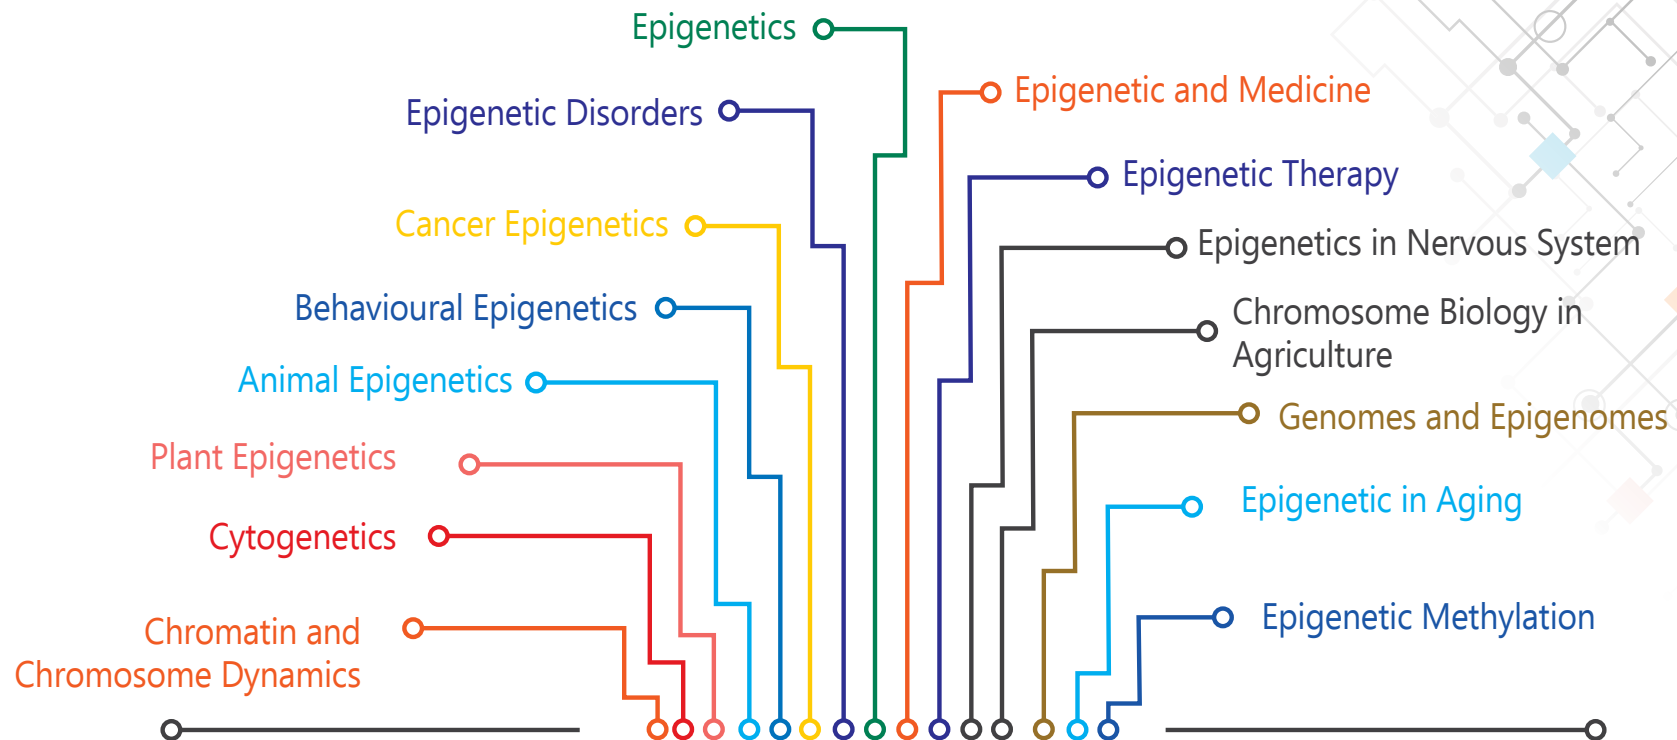 Epigenetics
Epigenetic and Medicine
Epigenetic Disorders
Epigenetic Therapy
Cancer Epigenetics
Epigenetics in Nervous System
Behavioural Epigenetics
Chromosome Biology in
Agriculture
Animal Epigenetics
Genomes and Epigenomes
Plant Epigenetics
Epigenetic in Aging
Cytogenetics
Epigenetic Methylation
Chromatin and
Chromosome Dynamics